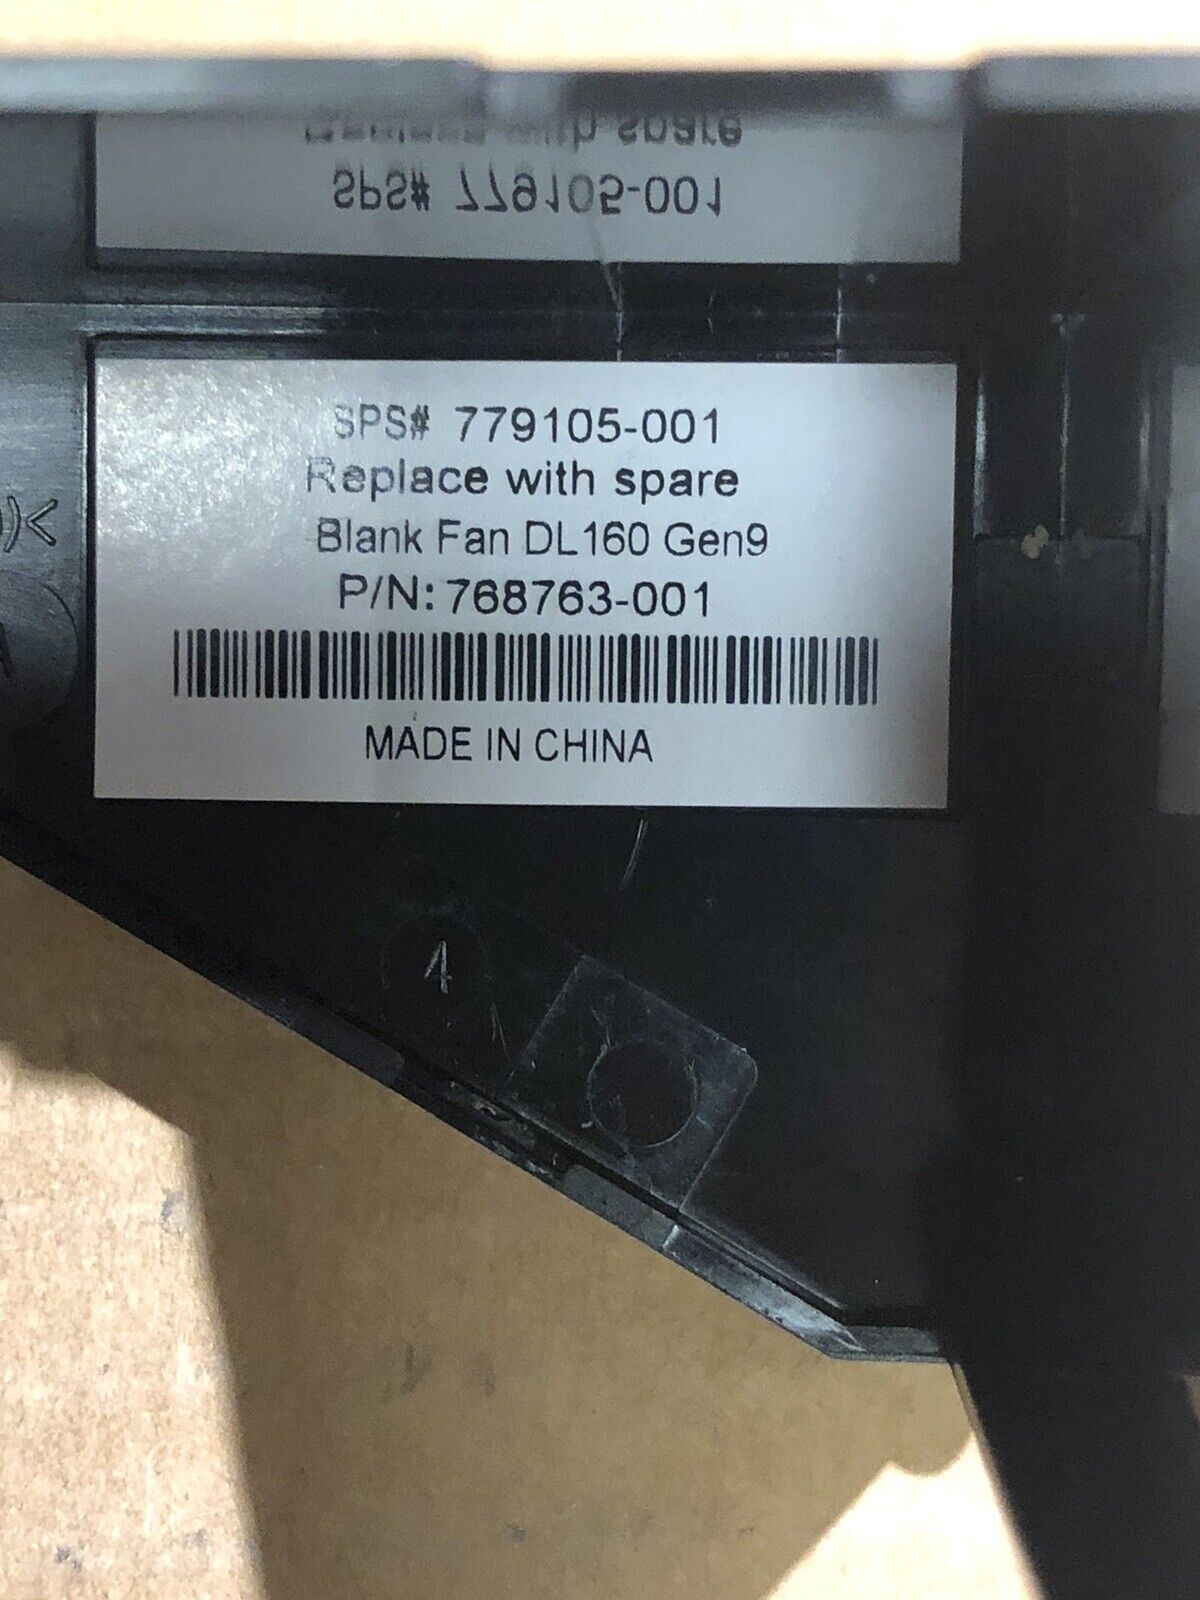 SPS# 779105-001
Replace with spare
Blank Fan DL160 Gen9
P/N: 768763-001
MADE IN CHINA